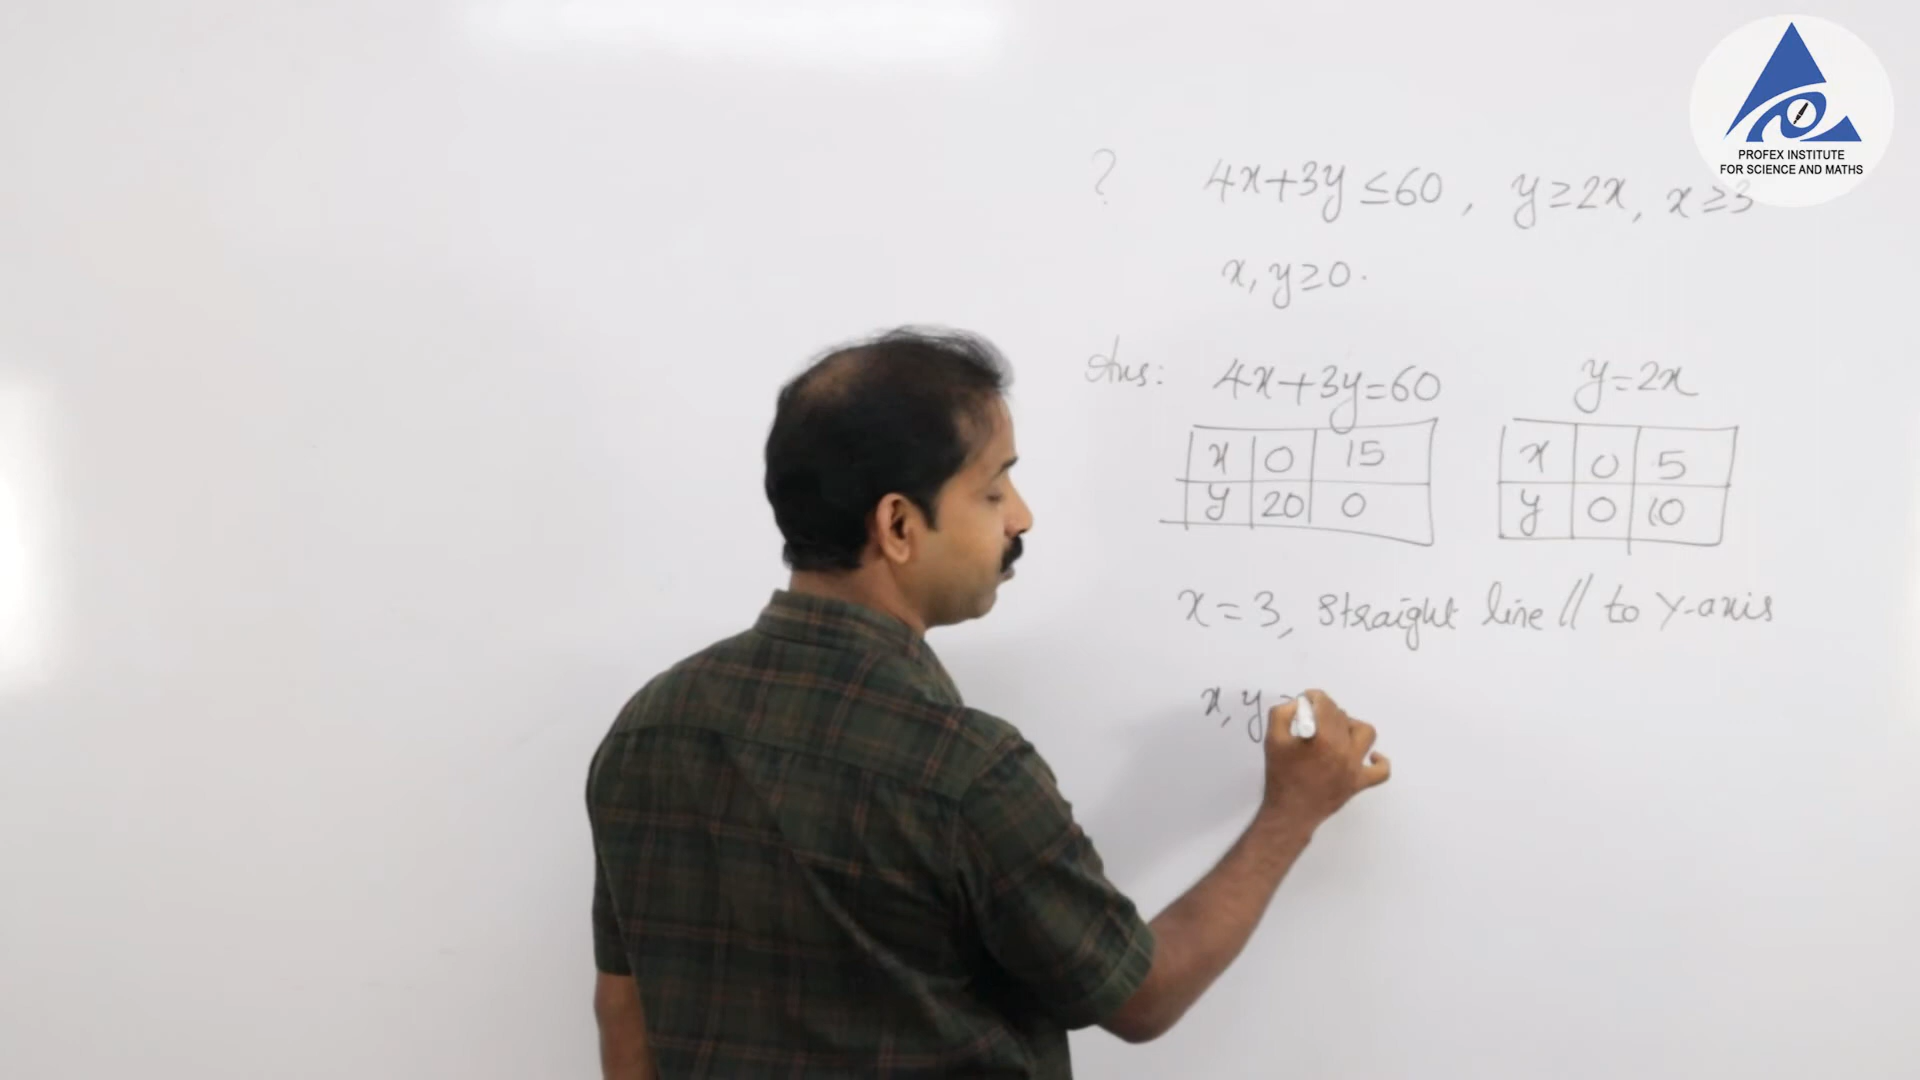 PROFEX INSTITUTE
FOR SCIENCE AND MATHS
? 4x+3y≤60, y≥2x, x≥3
x, y≥0.
Ans: 4x+3y=60 y=2x
x 0 15 x 0 5
y 20 0 y 0 10
x=3, Straight line // to Y-axis
x, y